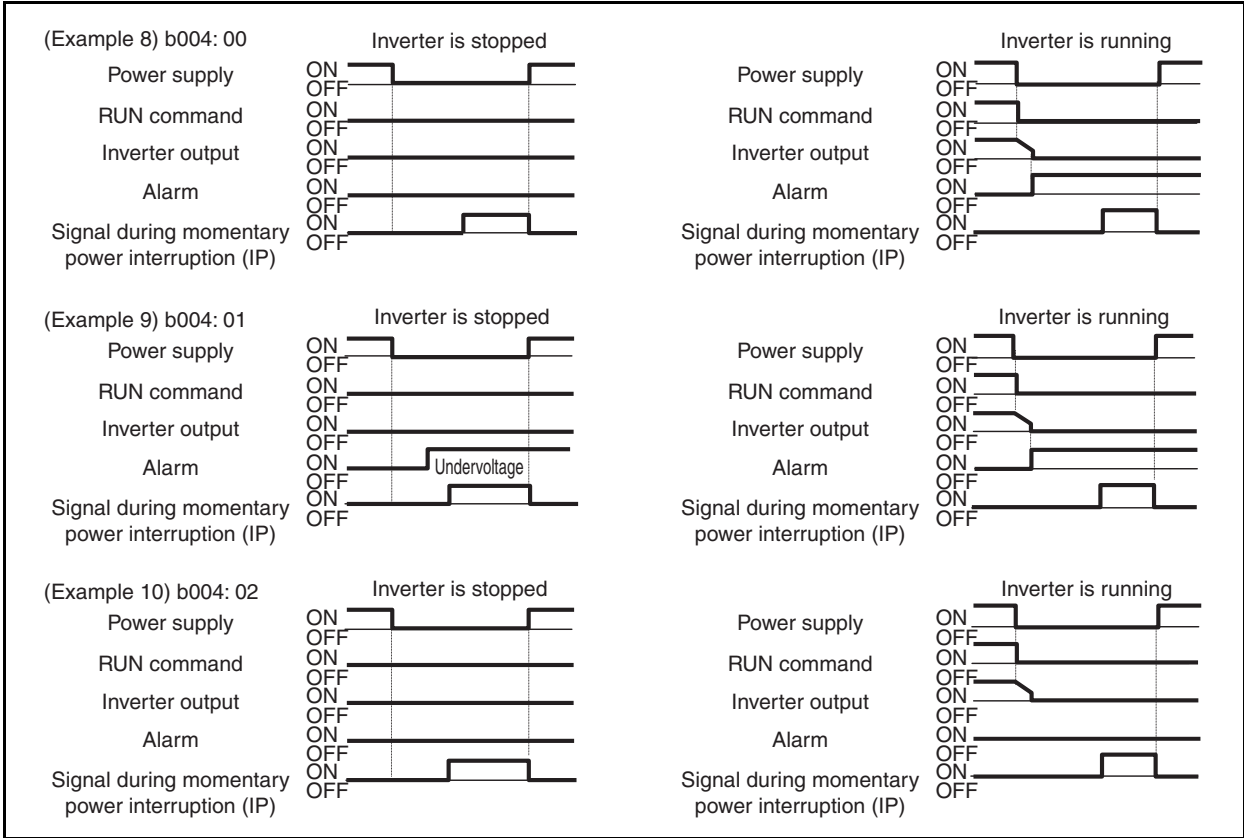 (Example 8) b004: 00
Inverter is stopped
Power supply
ON
OFF
RUN command
ON
OFF
Inverter output
ON
OFF
Alarm
ON
OFF
Signal during momentary
power interruption (IP)
ON
OFF
Inverter is running
Power supply
ON
OFF
RUN command
ON
OFF
Inverter output
ON
OFF
Alarm
ON
OFF
Signal during momentary
power interruption (IP)
ON
OFF
(Example 9) b004: 01
Inverter is stopped
Power supply
ON
OFF
RUN command
ON
OFF
Inverter output
ON
OFF
Alarm
ON
OFF
Undervoltage
Signal during momentary
power interruption (IP)
ON
OFF
Inverter is running
Power supply
ON
OFF
RUN command
ON
OFF
Inverter output
ON
OFF
Alarm
ON
OFF
Signal during momentary
power interruption (IP)
ON
OFF
(Example 10) b004: 02
Inverter is stopped
Power supply
ON
OFF
RUN command
ON
OFF
Inverter output
ON
OFF
Alarm
ON
OFF
Signal during momentary
power interruption (IP)
ON
OFF
Inverter is running
Power supply
ON
OFF
RUN command
ON
OFF
Inverter output
ON
OFF
Alarm
ON
OFF
Signal during momentary
power interruption (IP)
ON
OFF